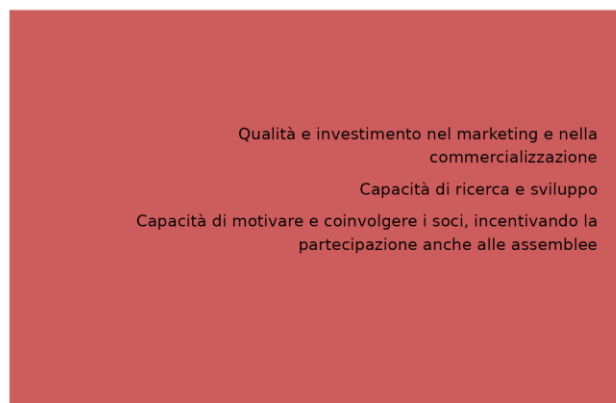 Qualità e investimento nel marketing e nella
commercializzazione
Capacità di ricerca e sviluppo
Capacità di motivare e coinvolgere i soci, incentivando la
partecipazione anche alle assemblee